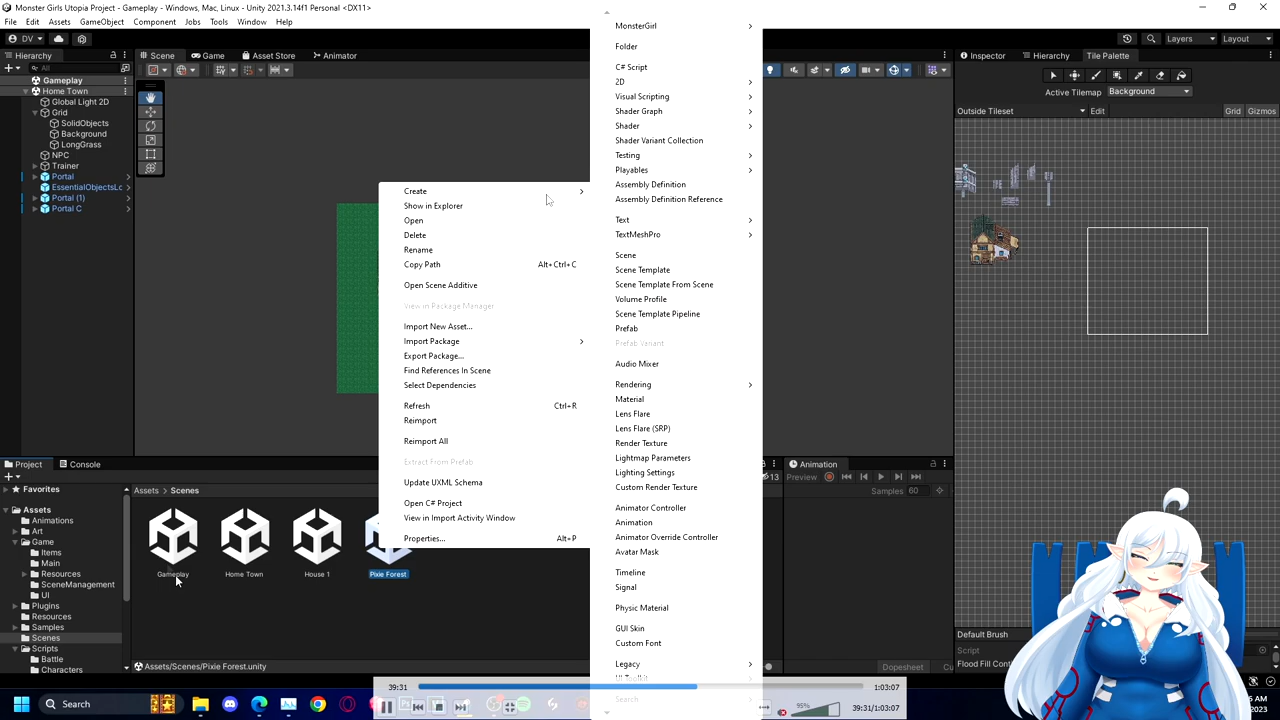 Monster Girls Utopia Project - Gameplay - Windows, Mac, Linux - Unity 2021.3.14f1 Personal <DX11>
File Edit Assets GameObject Component Jobs Tools Window Help
DV
Layers
Layout
Hierarchy
All
Gameplay
Home Town
Global Light 2D
Grid
SolidObjects
Background
LongGrass
NPC
Trainer
Portal
EssentialObjectsLo
Portal (1)
Portal C
Scene
Game
Asset Store
Animator
Create
Show in Explorer
Open
Delete
Rename
Copy Path Alt+Ctrl+C
Open Scene Additive
View in Package Manager
Import New Asset...
Import Package
Export Package...
Find References In Scene
Select Dependencies
Refresh Ctrl+R
Reimport
Reimport All
Extract From Prefab
Update UXML Schema
Open C# Project
View in Import Activity Window
Properties... Alt+P
MonsterGirl
Folder
C# Script
2D
Visual Scripting
Shader Graph
Shader
Shader Variant Collection
Testing
Playables
Assembly Definition
Assembly Definition Reference
Text
TextMeshPro
Scene
Scene Template
Scene Template From Scene
Volume Profile
Scene Template Pipeline
Prefab
Prefab Variant
Audio Mixer
Rendering
Material
Lens Flare
Lens Flare (SRP)
Render Texture
Lightmap Parameters
Lighting Settings
Custom Render Texture
Animator Controller
Animation
Animator Override Controller
Avatar Mask
Timeline
Signal
Physic Material
GUI Skin
Custom Font
Legacy
UI Toolkit
Search
Inspector
Tile Palette
Active Tilemap Background
Outside Tileset Edit Grid Gizmos
Default Brush
Script
Flood Fill Cont
Project
Console
Favorites
Assets
Animations
Art
Game
Items
Main
Resources
SceneManagement
UI
Plugins
Resources
Samples
Scenes
Scripts
Battle
Characters
Assets > Scenes
Gameplay
Home Town
House 1
Pixie Forest
Assets/Scenes/Pixie Forest.unity
13
Animation
Preview
Samples 60
Dopesheet Cu
39:31
1:03:07
95%
39:31/1:03:07
Search
2023